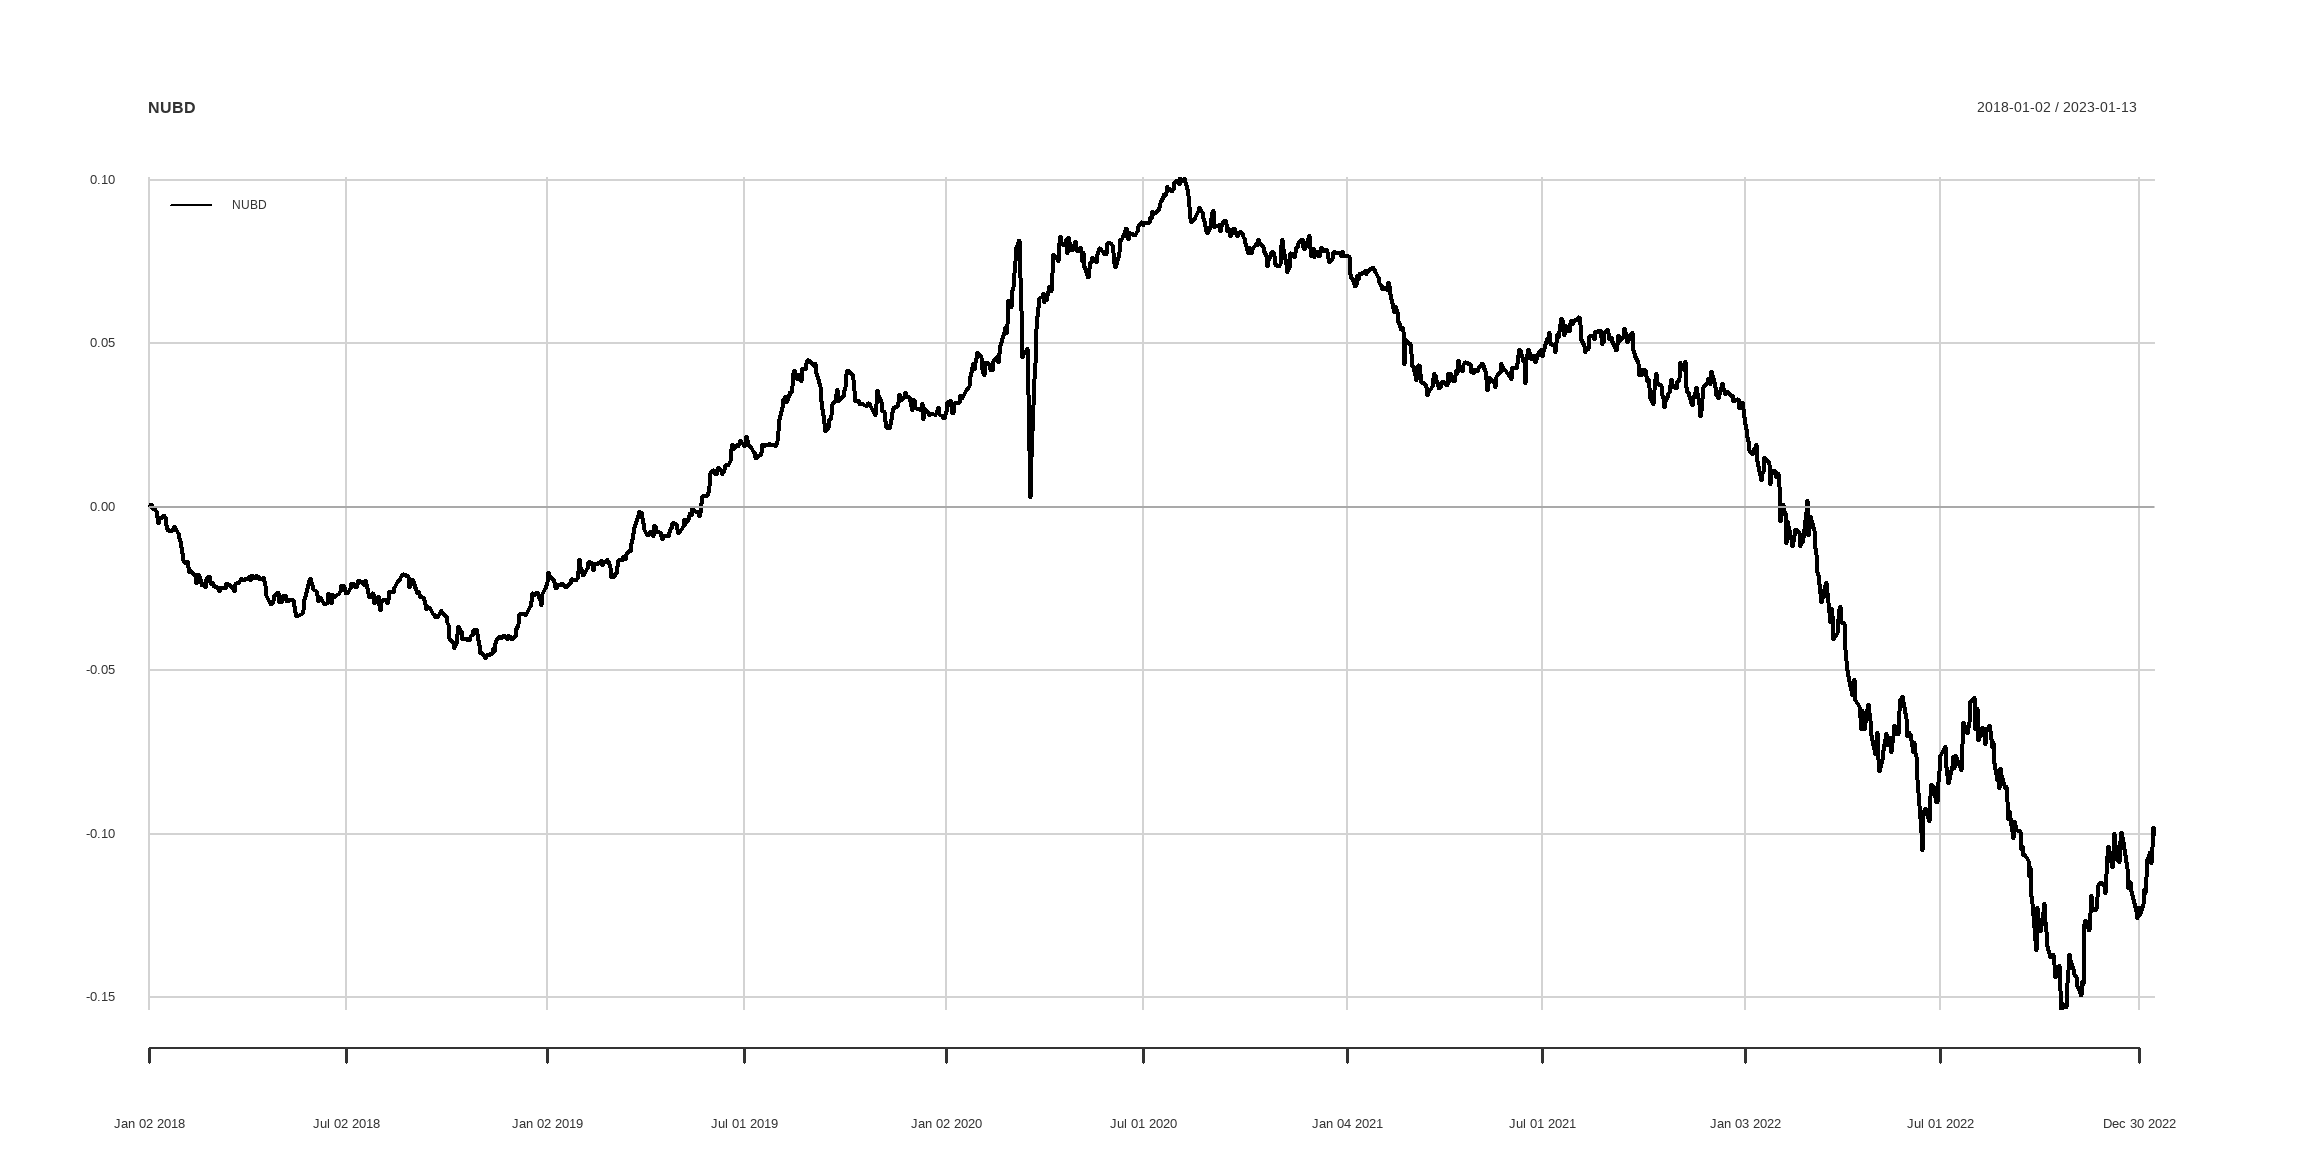 NUBD
2018-01-02 / 2023-01-13
0.10
NUBD
0.05
0.00
-0.05
-0.10
-0.15
Jan 02 2018
Jul 02 2018
Jan 02 2019
Jul 01 2019
Jan 02 2020
Jul 01 2020
Jan 04 2021
Jul 01 2021
Jan 03 2022
Jul 01 2022
Dec 30 2022